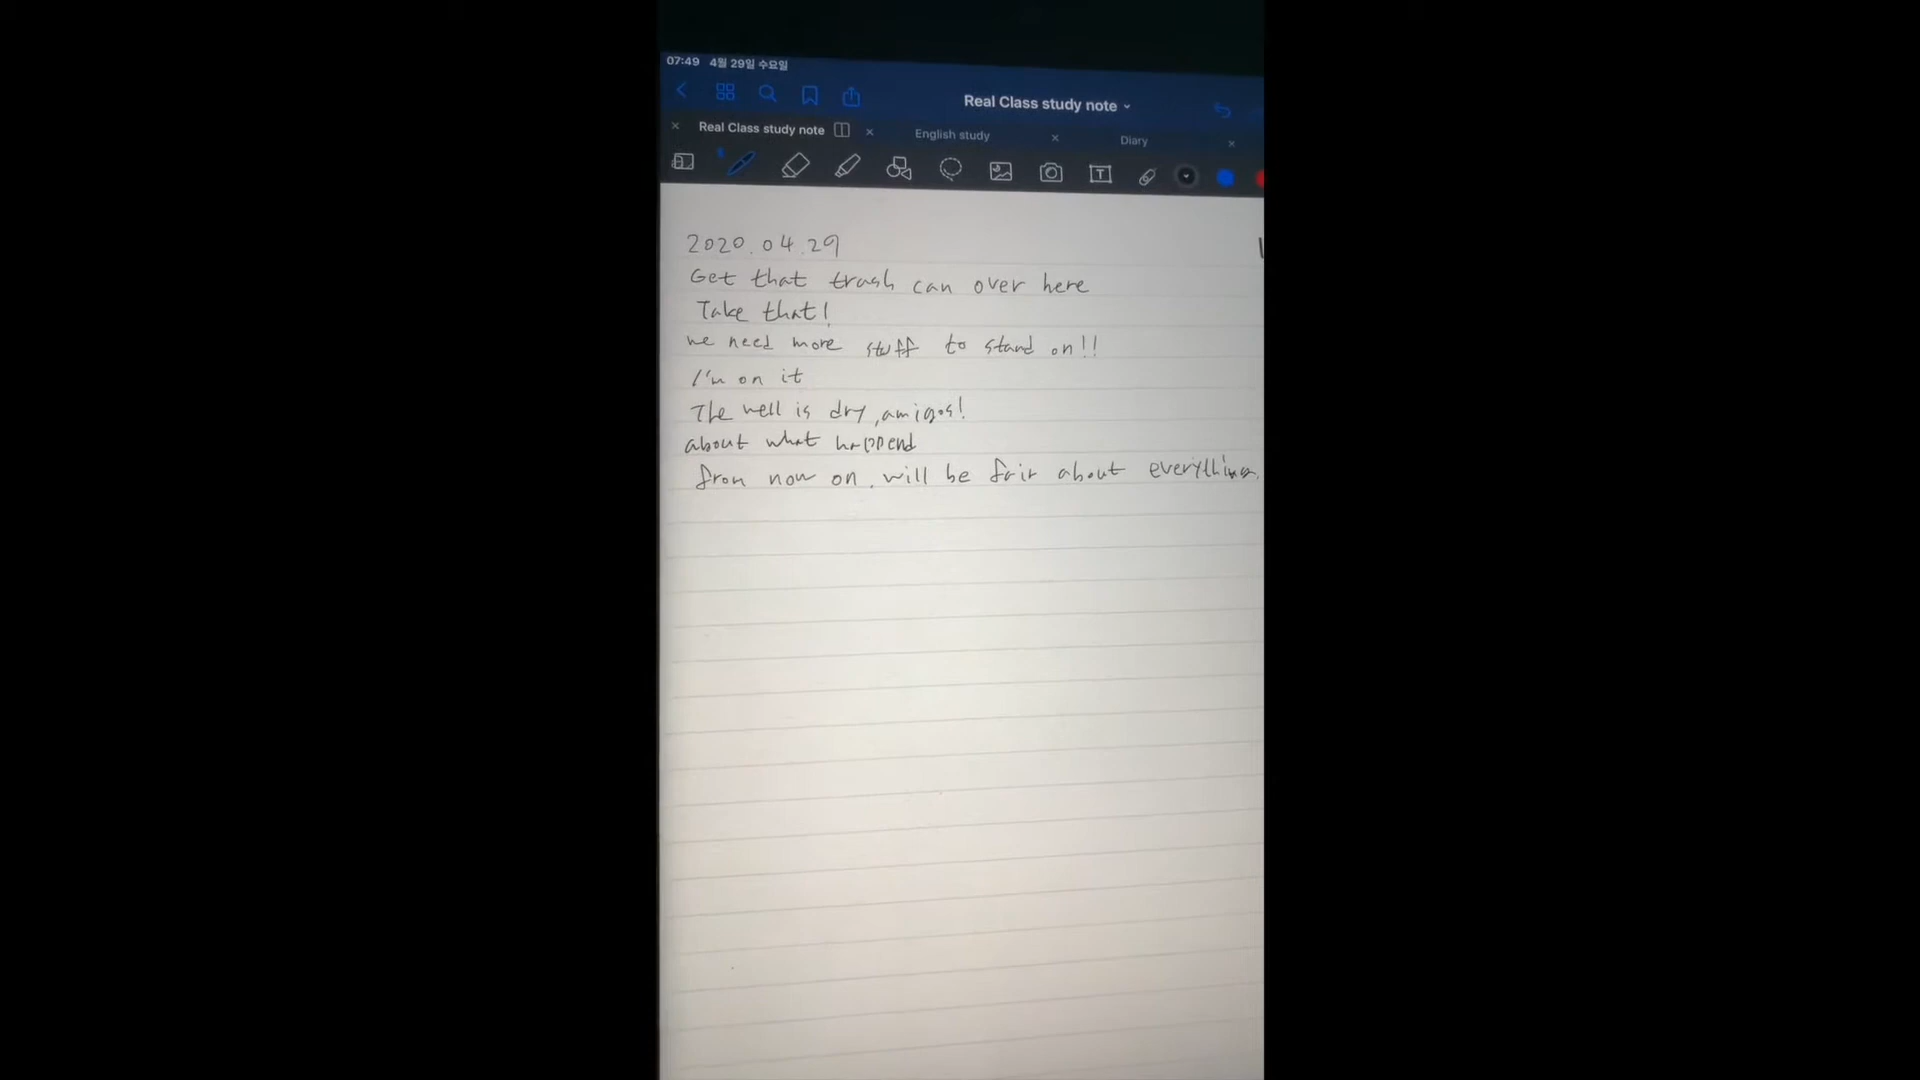 07:49 4월 29일 수요일
Real Class study note
Real Class study note English study Diary
2020.04.29
Get that trash can over here
Take that!
we need more stuff to stand on!!
I'm on it
The well is dry, amigos!
about what happend
from now on. will be fair about everything.